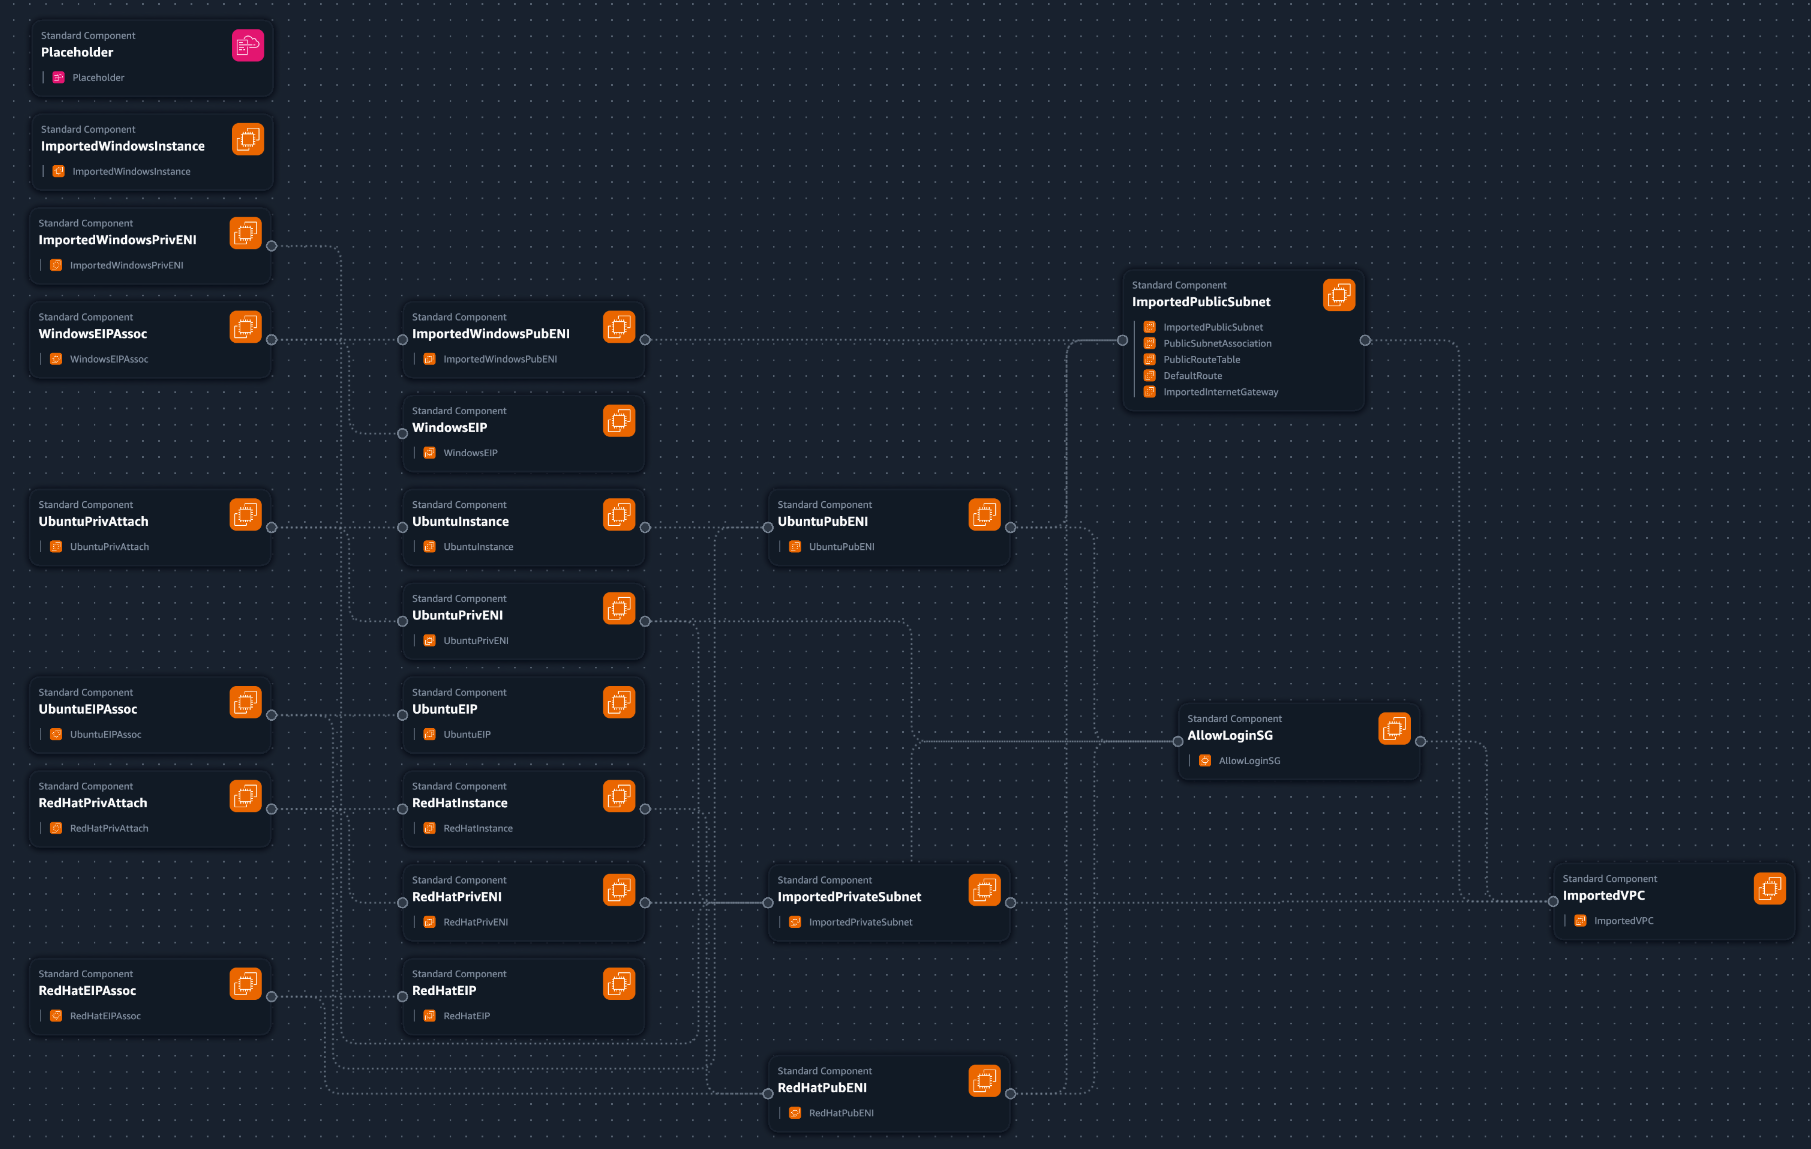 Standard Component
Placeholder
Placeholder
Standard Component
ImportedWindowsInstance
ImportedWindowsInstance
Standard Component
ImportedWindowsPrivENI
ImportedWindowsPrivENI
Standard Component
WindowsEIPAssoc
WindowsEIPAssoc
Standard Component
UbuntuPrivAttach
UbuntuPrivAttach
Standard Component
UbuntuEIPAssoc
UbuntuEIPAssoc
Standard Component
RedHatPrivAttach
RedHatPrivAttach
Standard Component
RedHatEIPAssoc
RedHatEIPAssoc
Standard Component
ImportedWindowsPubENI
ImportedWindowsPubENI
Standard Component
WindowsEIP
WindowsEIP
Standard Component
UbuntuInstance
UbuntuInstance
Standard Component
UbuntuPrivENI
UbuntuPrivENI
Standard Component
UbuntuEIP
UbuntuEIP
Standard Component
RedHatInstance
RedHatInstance
Standard Component
RedHatPrivENI
RedHatPrivENI
Standard Component
RedHatEIP
RedHatEIP
Standard Component
UbuntuPubENI
UbuntuPubENI
Standard Component
ImportedPrivateSubnet
ImportedPrivateSubnet
Standard Component
RedHatPubENI
RedHatPubENI
Standard Component
ImportedPublicSubnet
ImportedPublicSubnet
PublicSubnetAssociation
PublicRouteTable
DefaultRoute
ImportedInternetGateway
Standard Component
AllowLoginSG
AllowLoginSG
Standard Component
ImportedVPC
ImportedVPC